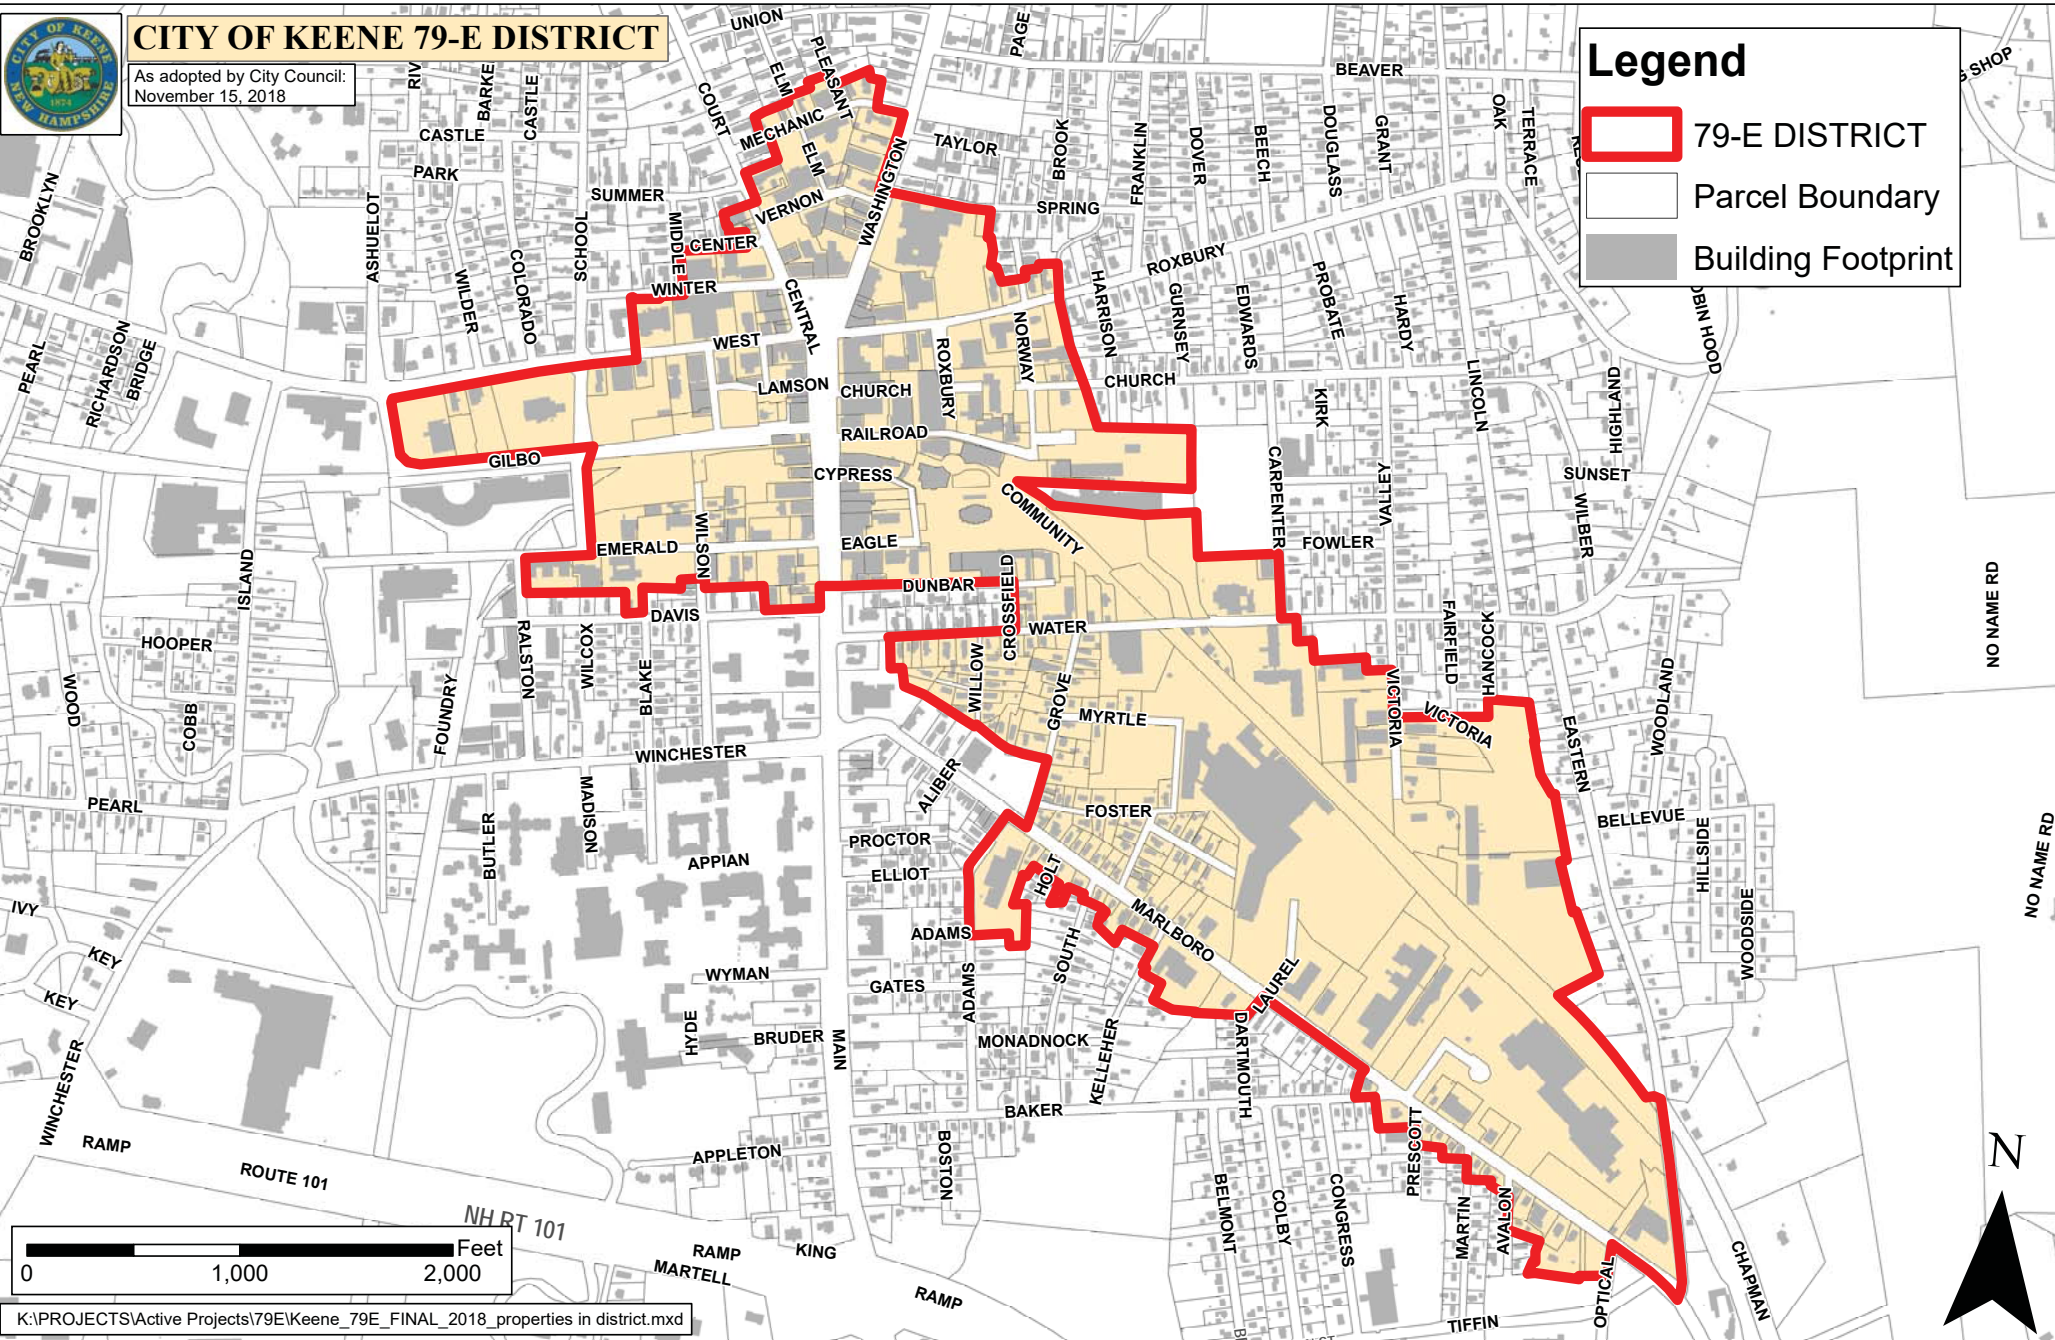 CITY OF KEENE
NEW HAMPSHIRE
1874
CITY OF KEENE 79-E DISTRICT
As adopted by City Council:
November 15, 2018
Legend
79-E DISTRICT
Parcel Boundary
Building Footprint
UNION
PAGE
PLEASANT
ELM
COURT
BEAVER
CASTLE
CASTLE
PARK
MECHANIC
ELM
WASHINGTON
TAYLOR
BROOK
FRANKLIN
DOVER
BEECH
DOUGLASS
GRANT
OAK
TERRACE
BROOKLYN
ASHUELOT
SUMMER
SCHOOL
MIDDLE
VERNON
CENTER
SPRING
WINTER
WILDER
COLORADO
CENTRAL
WEST
LAMSON
CHURCH
ROXBURY
NORWAY
HARRISON
ROXBURY
GURNSEY
EDWARDS
PROBATE
HARDY
CHURCH
KIRK
LINCOLN
HIGHLAND
PEARL
RICHARDSON
BRIDGE
GILBO
RAILROAD
CYPRESS
COMMUNITY
CARPENTER
VALLEY
SUNSET
WILBER
FOWLER
ISLAND
EMERALD
WILSON
EAGLE
DUNBAR
CROSSFIELD
DAVIS
WATER
HOOPER
WOOD
COBB
FOUNDRY
RALSTON
WILCOX
BLAKE
WILLOW
GROVE
MYRTLE
VICTORIA
VICTORIA
FAIRFIELD
HANCOCK
EASTERN
WOODLAND
NO NAME RD
WINCHESTER
PEARL
BUTLER
MADISON
ALIBER
FOSTER
BELLEVUE
HILLSIDE
WOODSIDE
NO NAME RD
PROCTOR
ELLIOT
APPIAN
HOLT
MARLBORO
ADAMS
IVY
KEY
KEY
WYMAN
GATES
ADAMS
SOUTH
LAUREL
HYDE
BRUDER
MAIN
MONADNOCK
KELLEHER
DARTMOUTH
WINCHESTER
BAKER
PRESCOTT
RAMP
ROUTE 101
APPLETON
BOSTON
BELMONT
COLBY
CONGRESS
MARTIN
AVALON
NH RT 101
RAMP
KING
MARTELL
RAMP
TIFFIN
OPTICAL
CHAPMAN
N
Feet
0 1,000 2,000
K:\PROJECTS\Active Projects\79E\Keene_79E_FINAL_2018_properties in district.mxd